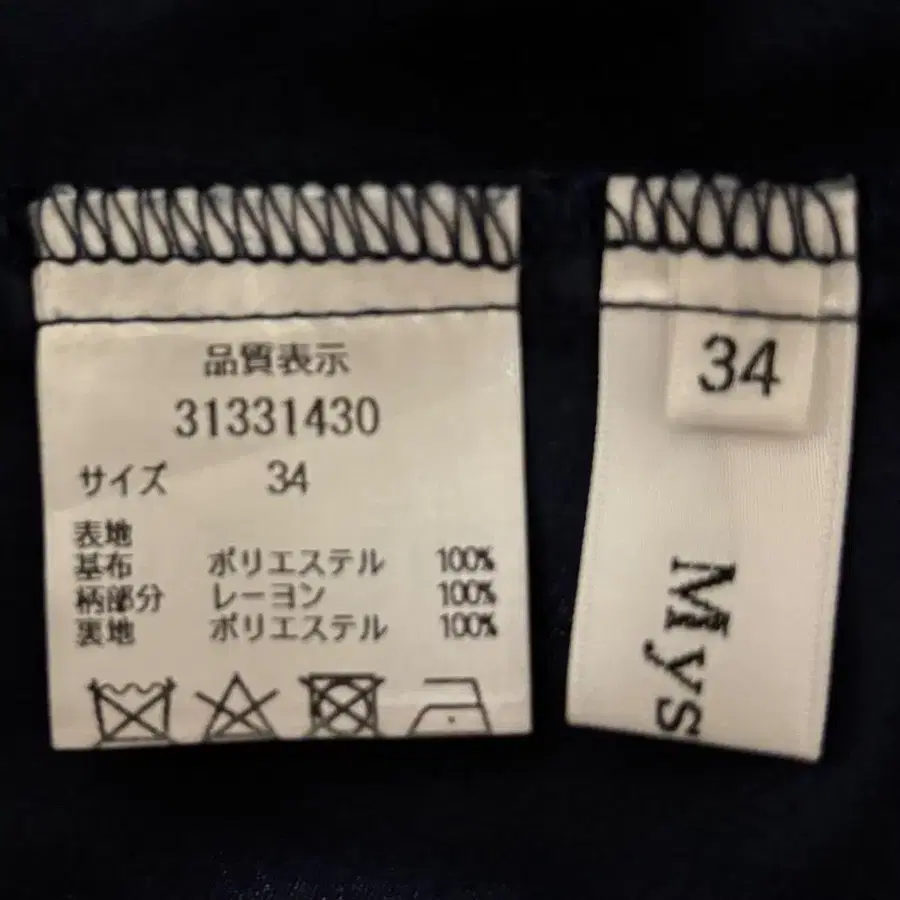 品質表示
31331430
サイズ 34
表地
基布 ポリエステル 100%
柄部分 レーヨン 100%
裏地 ポリエステル 100%
34
Mys